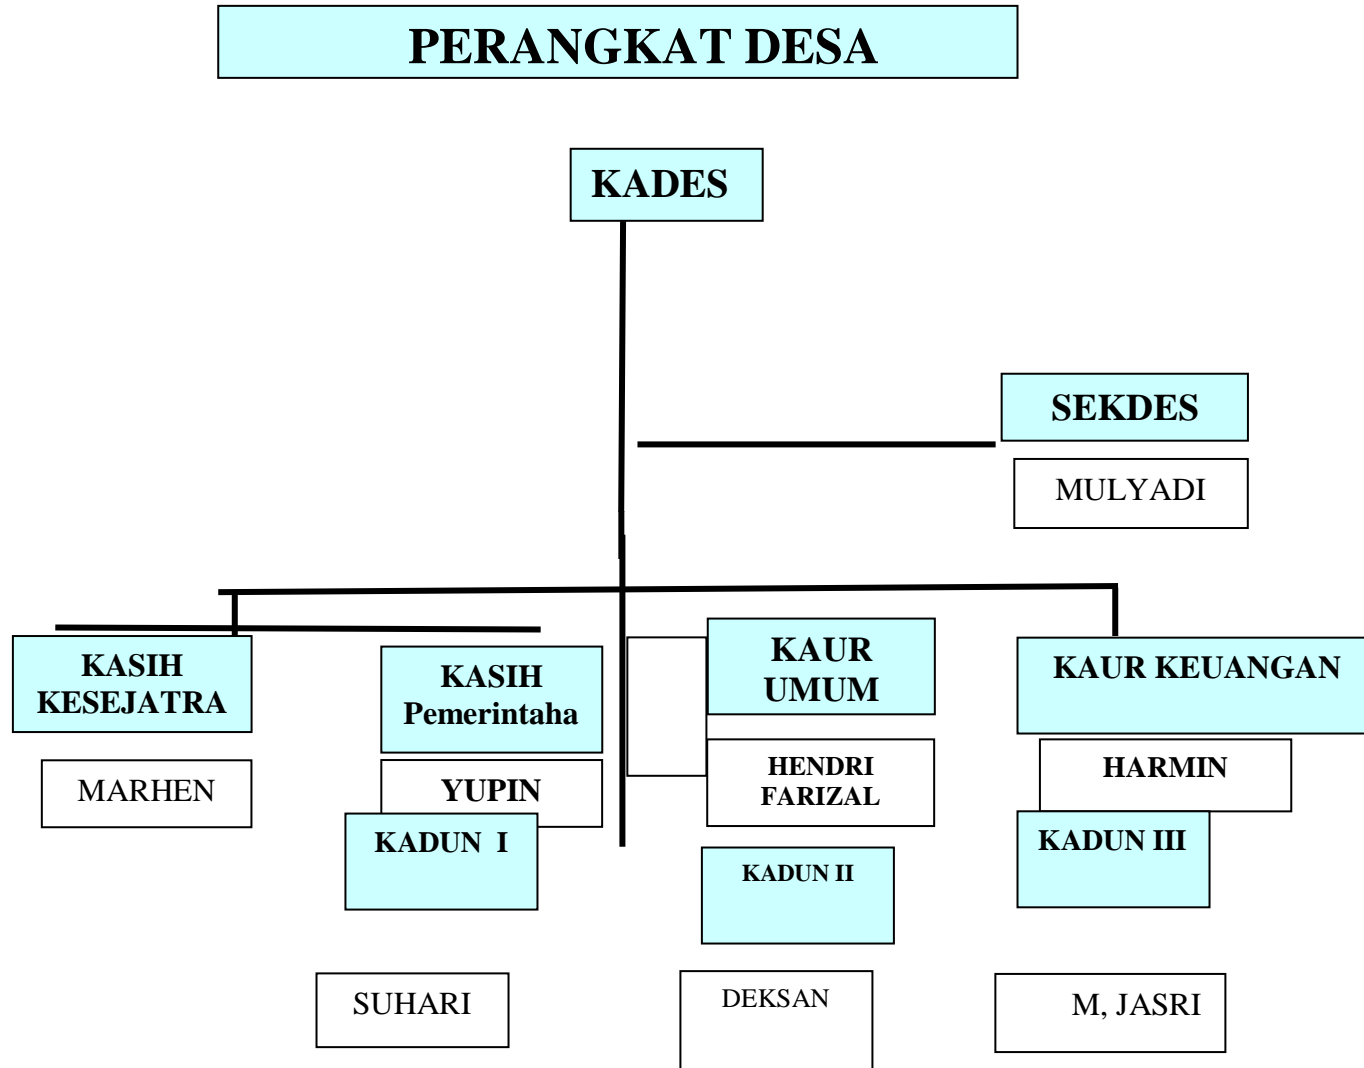 PERANGKAT DESA
KADES
SEKDES
MULYADI
KASIH
KESEJATRA
KASIH
Pemerintaha
KAUR
UMUM
KAUR KEUANGAN
MARHEN
YUPIN
HENDRI
FARIZAL
HARMIN
KADUN I
KADUN II
KADUN III
SUHARI
DEKSAN
M, JASRI